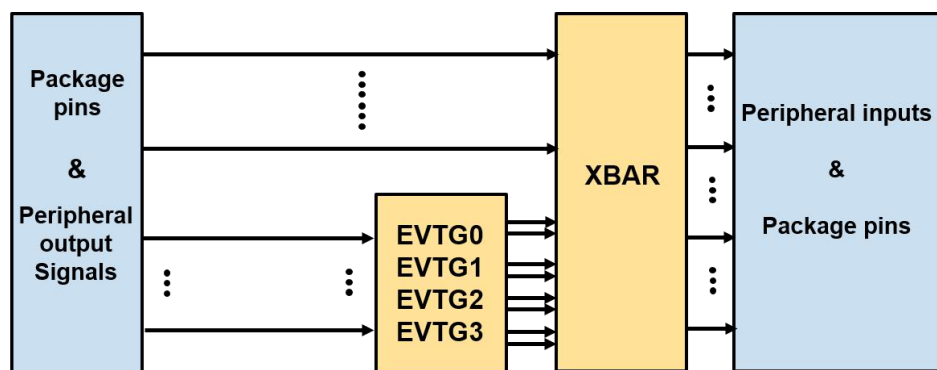 Package
pins
&
Peripheral
output
Signals
EVTG0
EVTG1
EVTG2
EVTG3
XBAR
Peripheral inputs
&
Package pins